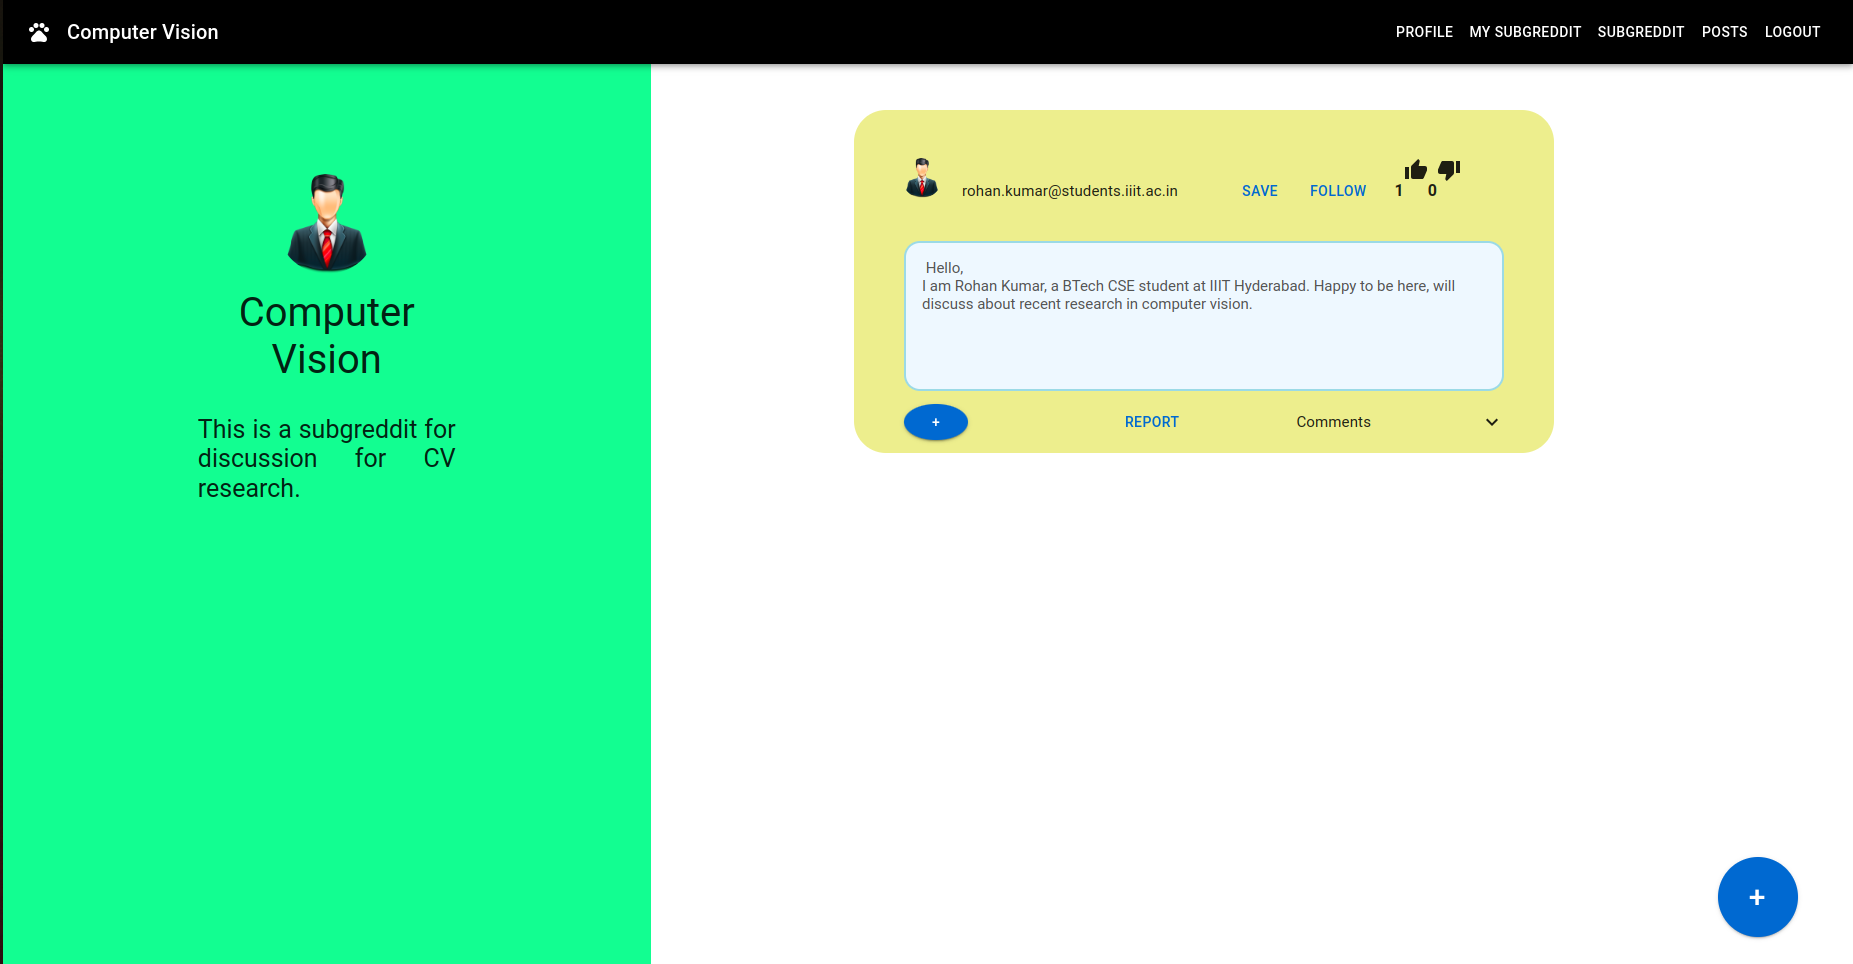 Computer Vision
PROFILE MY SUBGREDDIT SUBGREDDIT POSTS LOGOUT
Computer
Vision
This is a subgreddit for
discussion for CV
research.
rohan.kumar@students.iiit.ac.in SAVE FOLLOW 1 0
Hello,
I am Rohan Kumar, a BTech CSE student at IIIT Hyderabad. Happy to be here, will
discuss about recent research in computer vision.
+ REPORT Comments
+